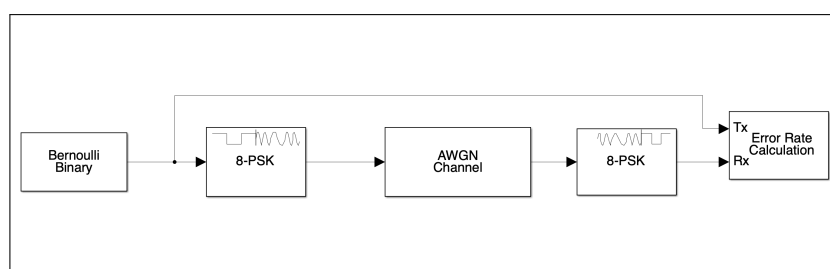 Bernoulli
Binary
8-PSK
AWGN
Channel
8-PSK
Tx
Rx
Error Rate
Calculation